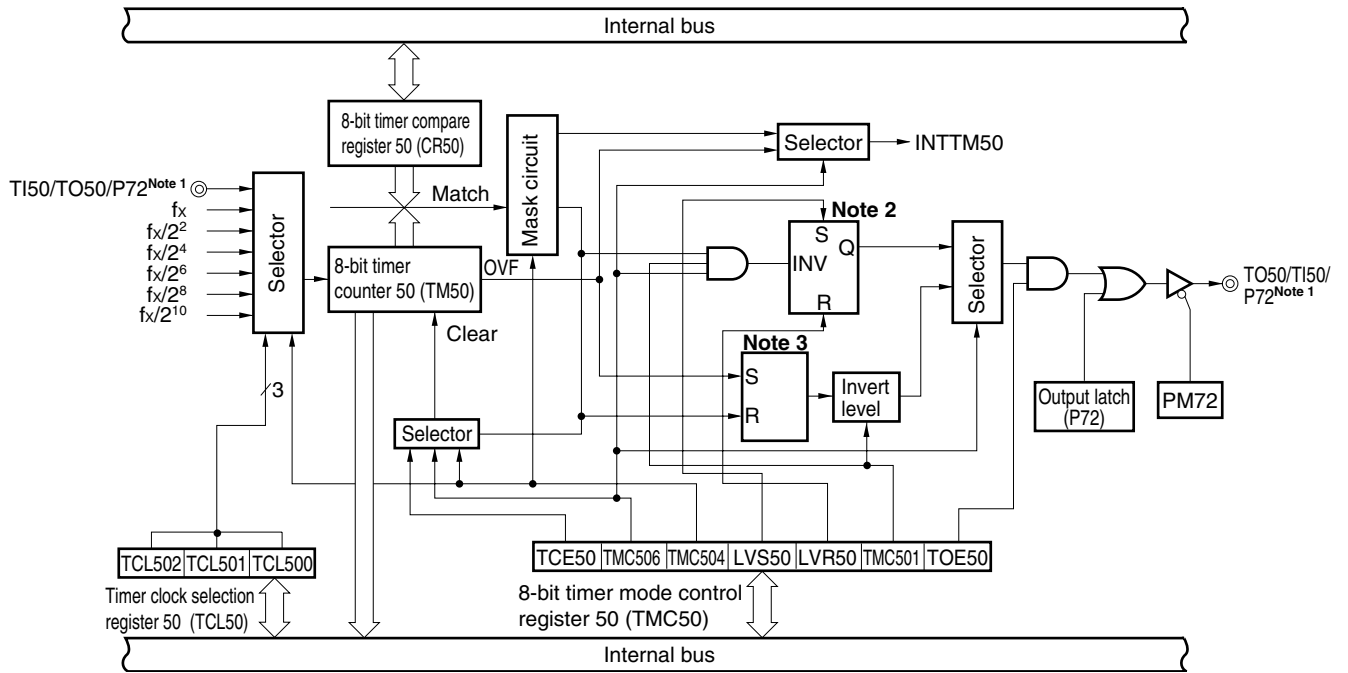 Internal bus
8-bit timer compare
register 50 (CR50)
Mask circuit
Selector
INTTM50
TI50/TO50/P72Note 1
fx
fx/2²
fx/2⁴
fx/2⁶
fx/2⁸
fx/2¹⁰
Selector
Match
8-bit timer
counter 50 (TM50)
OVF
Clear
Note 2
S
Q
INV
R
Selector
TO50/TI50/
P72Note 1
Note 3
S
R
Invert
level
Output latch
(P72)
PM72
3
Selector
TCL502 TCL501 TCL500
Timer clock selection
register 50 (TCL50)
TCE50 TMC506 TMC504 LVS50 LVR50 TMC501 TOE50
8-bit timer mode control
register 50 (TMC50)
Internal bus